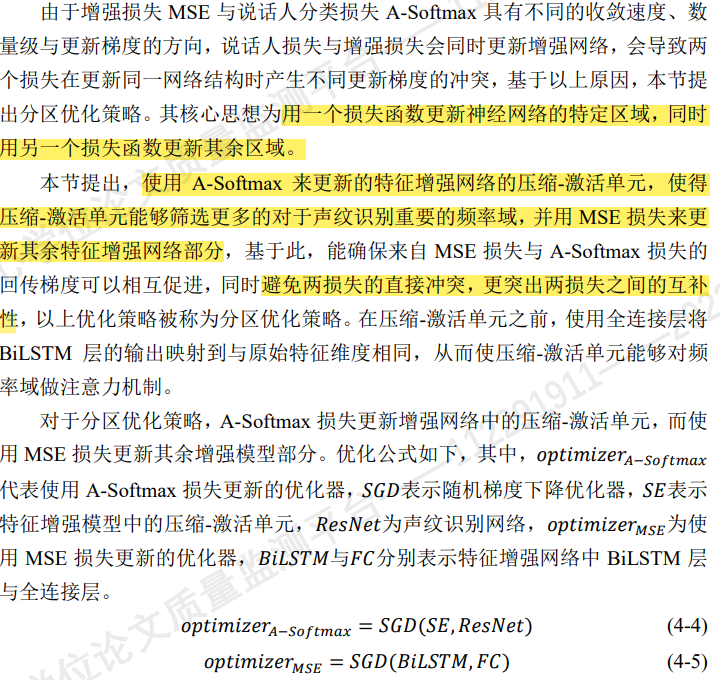 由于增强损失 MSE 与说话人分类损失 A-Softmax 具有不同的收敛速度、数
量级与更新梯度的方向，说话人损失与增强损失会同时更新增强网络，会导致两
个损失在更新同一网络结构时产生不同更新梯度的冲突，基于以上原因，本节提
出分区优化策略。其核心思想为用一个损失函数更新神经网络的特定区域，同时
用另一个损失函数更新其余区域。
本节提出，使用 A-Softmax 来更新的特征增强网络的压缩-激活单元，使得
压缩-激活单元能够筛选更多的对于声纹识别重要的频率域，并用 MSE 损失来更
新其余特征增强网络部分，基于此，能确保来自 MSE 损失与 A-Softmax 损失的
回传梯度可以相互促进，同时避免两损失的直接冲突，更突出两损失之间的互补
性，以上优化策略被称为分区优化策略。在压缩-激活单元之前，使用全连接层将
BiLSTM 层的输出映射到与原始特征维度相同，从而使压缩-激活单元能够对频
率域做注意力机制。
对于分区优化策略，A-Softmax 损失更新增强网络中的压缩-激活单元，而使
用 MSE 损失更新其余增强模型部分。优化公式如下，其中，optimizer_{A-Softmax}
代表使用 A-Softmax 损失更新的优化器，SGD表示随机梯度下降优化器，SE表示
特征增强模型中的压缩-激活单元，ResNet为声纹识别网络，optimizer_{MSE}为使
用 MSE 损失更新的优化器，BiLSTM与FC分别表示特征增强网络中 BiLSTM 层
与全连接层。
optimizer_{A-Softmax} = SGD(SE, ResNet) (4-4)
optimizer_{MSE} = SGD(BiLSTM, FC) (4-5)